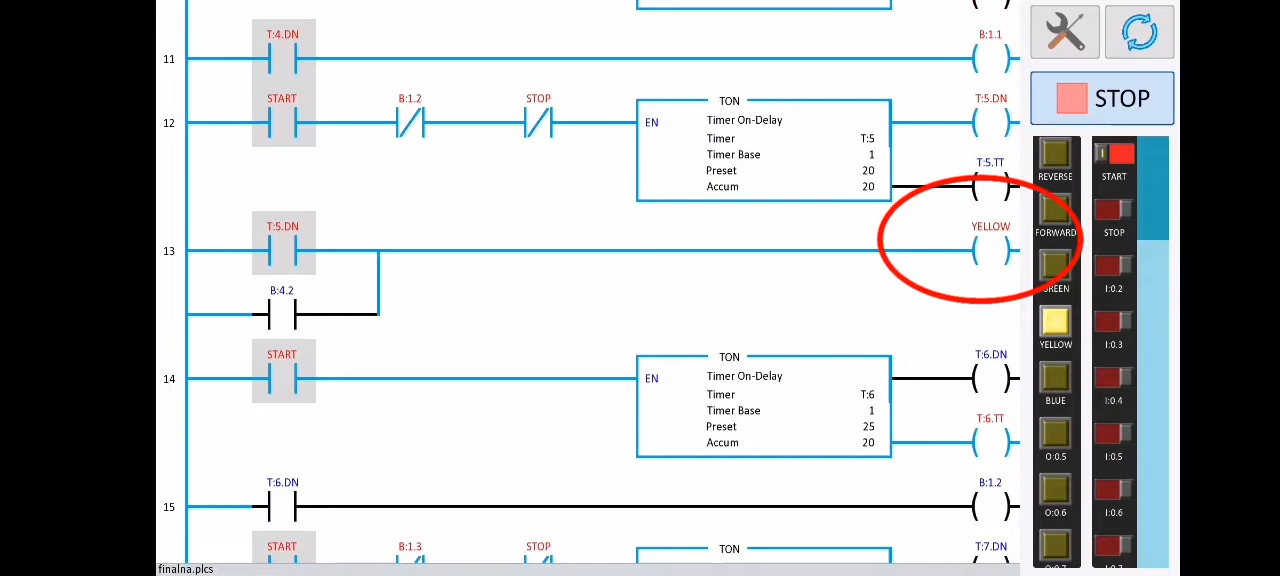 T:4.DN B:1.1
11
START B:1.2 STOP TON T:5.DN
12 EN Timer On-Delay
Timer T:5
Timer Base 1
Preset 20
Accum 20
T:5.TT
T:5.DN YELLOW
13
B:4.2
START TON T:6.DN
14 EN Timer On-Delay
Timer T:6
Timer Base 1
Preset 25
Accum 20
T:6.TT
T:6.DN B:1.2
15
START B:1.3 STOP TON T:7.DN
finalna.plcs
STOP
REVERSE START
FORWARD STOP
GREEN I:0.2
YELLOW I:0.3
BLUE I:0.4
O:0.5 I:0.5
O:0.6 I:0.6